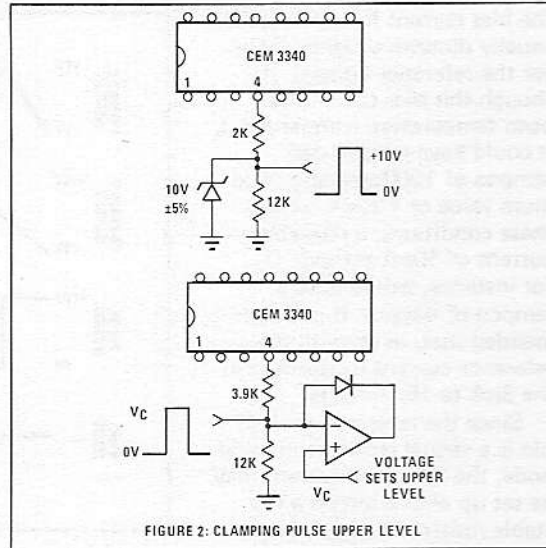 CEM 3340
1
4
2K
+10V
0V
10V
±5%
12K
CEM 3340
1
4
3.9K
VC
0V
12K
−
+
VOLTAGE
SETS UPPER
LEVEL
VC
FIGURE 2: CLAMPING PULSE UPPER LEVEL